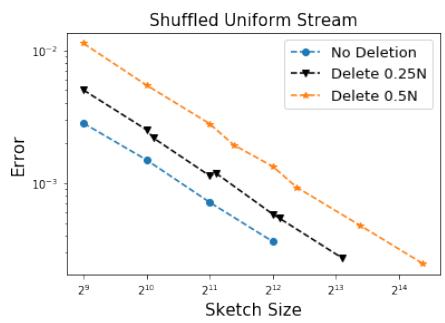 Shuffled Uniform Stream
No Deletion
Delete 0.25N
Delete 0.5N
10⁻²
10⁻³
Error
2⁹ 2¹⁰ 2¹¹ 2¹² 2¹³ 2¹⁴
Sketch Size